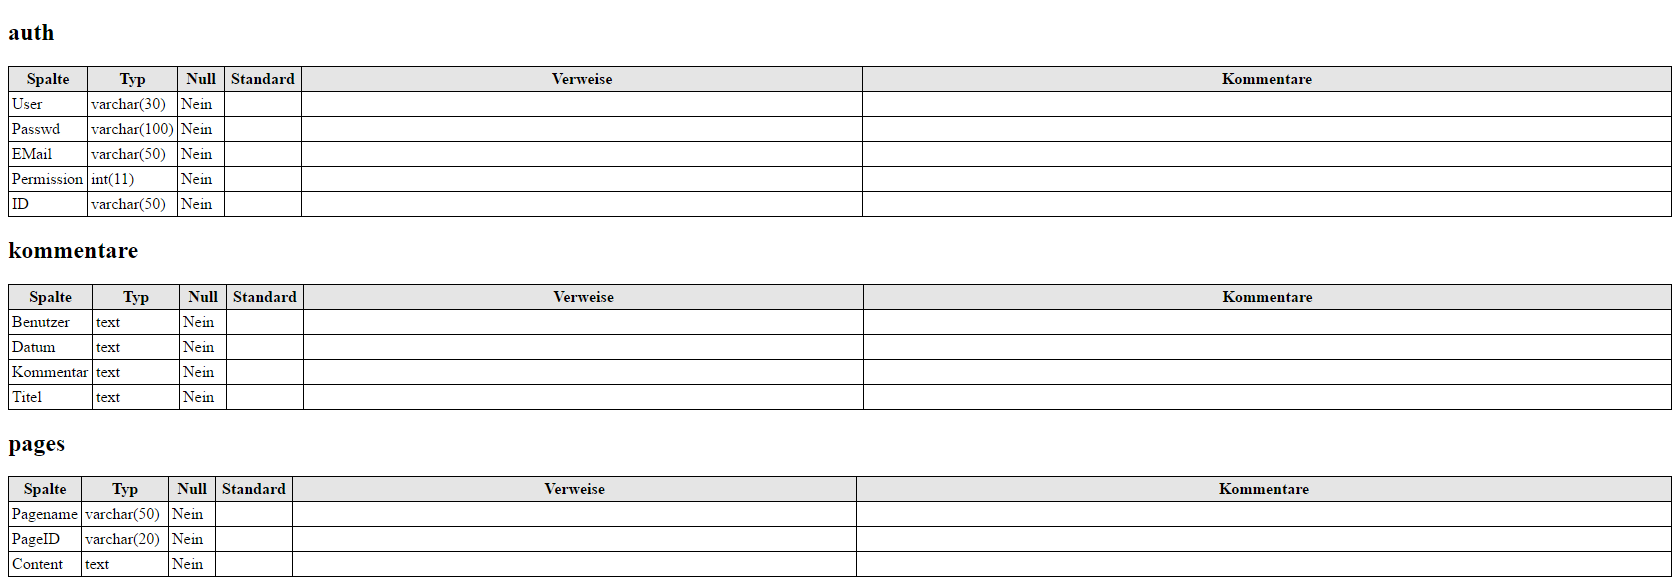 auth
Spalte Typ Null Standard Verweise Kommentare
User varchar(30) Nein
Passwd varchar(100) Nein
EMail varchar(50) Nein
Permission int(11) Nein
ID varchar(50) Nein
kommentare
Spalte Typ Null Standard Verweise Kommentare
Benutzer text Nein
Datum text Nein
Kommentar text Nein
Titel text Nein
pages
Spalte Typ Null Standard Verweise Kommentare
Pagename varchar(50) Nein
PageID varchar(20) Nein
Content text Nein